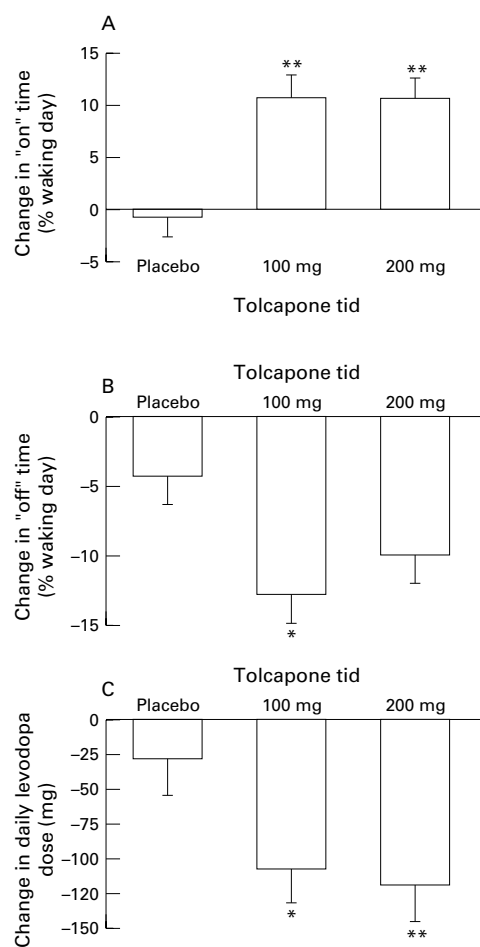 A
Change in "on" time
(% waking day)
15
10
5
0
–5
**
**
Placebo
100 mg
200 mg
Tolcapone tid
B
Tolcapone tid
Placebo
100 mg
200 mg
Change in "off" time
(% waking day)
0
–5
–10
–15
*
C
Tolcapone tid
Placebo
100 mg
200 mg
Change in daily levodopa
dose (mg)
0
–25
–50
–75
–100
–120
–150
*
**